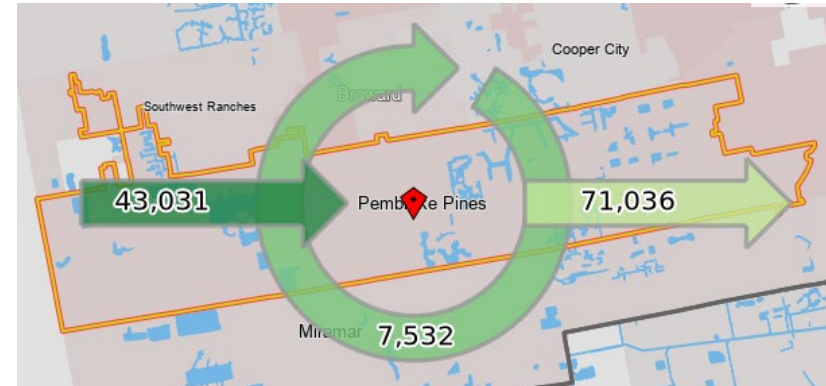 Cooper City
Broward
Southwest Ranches
43,031
Pembroke Pines
71,036
Miramar
7,532